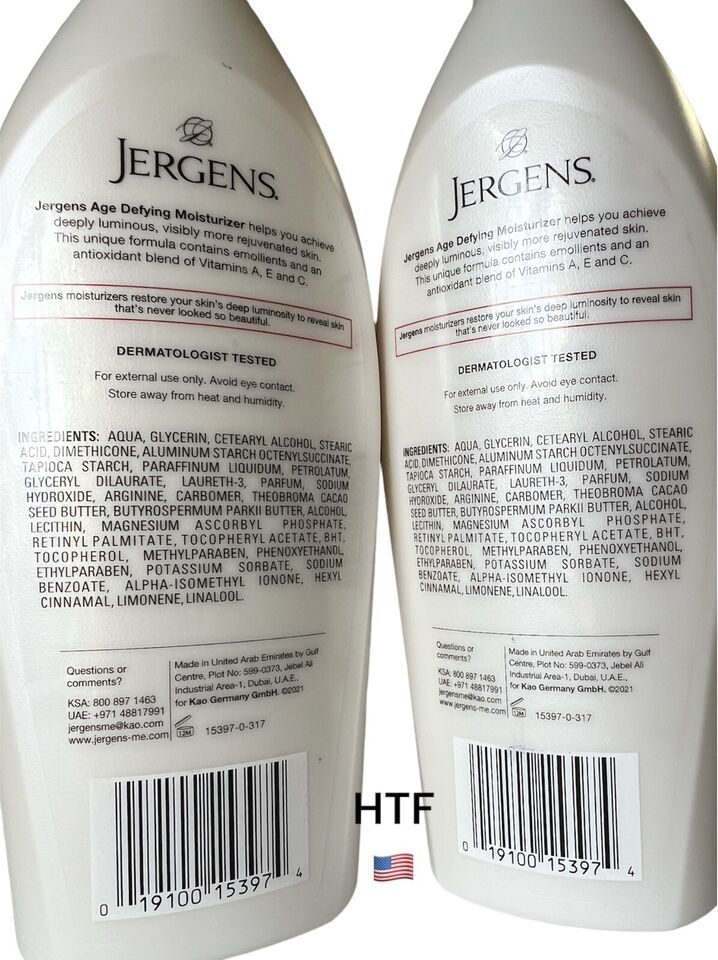 JERGENS.
Jergens Age Defying Moisturizer helps you achieve
deeply luminous, visibly more rejuvenated skin.
This unique formula contains emollients and an
antioxidant blend of Vitamins A, E and C.
Jergens moisturizers restore your skin's deep luminosity to reveal skin
that's never looked so beautiful.
DERMATOLOGIST TESTED
For external use only. Avoid eye contact.
Store away from heat and humidity.
INGREDIENTS: AQUA, GLYCERIN, CETEARYL ALCOHOL, STEARIC
ACID, DIMETHICONE, ALUMINUM STARCH OCTENYLSUCCINATE,
TAPIOCA STARCH, PARAFFINUM LIQUIDUM, PETROLATUM,
GLYCERYL DILAURATE, LAURETH-3, PARFUM, SODIUM
HYDROXIDE, ARGININE, CARBOMER, THEOBROMA CACAO
SEED BUTTER, BUTYROSPERMUM PARKII BUTTER, ALCOHOL,
LECITHIN, MAGNESIUM ASCORBYL PHOSPHATE,
RETINYL PALMITATE, TOCOPHERYL ACETATE, BHT,
TOCOPHEROL, METHYLPARABEN, PHENOXYETHANOL,
ETHYLPARABEN, POTASSIUM SORBATE, SODIUM
BENZOATE, ALPHA-ISOMETHYL IONONE, HEXYL
CINNAMAL, LIMONENE, LINALOOL.
Questions or
comments?
KSA: 800 897 1463
UAE: +971 48817991
jergensme@kao.com
www.jergens-me.com
Made in United Arab Emirates by Gulf
Centre, Plot No: 599-0373, Jebel Ali
Industrial Area-1, Dubai, U.A.E.,
for Kao Germany GmbH. ©2021
12M 15397-0-317
0 19100 15397 4
JERGENS.
Jergens Age Defying Moisturizer helps you achieve
deeply luminous, visibly more rejuvenated skin.
This unique formula contains emollients and an
antioxidant blend of Vitamins A, E and C.
Jergens moisturizers restore your skin's deep luminosity to reveal skin
that's never looked so beautiful.
DERMATOLOGIST TESTED
For external use only. Avoid eye contact.
Store away from heat and humidity.
INGREDIENTS: AQUA, GLYCERIN, CETEARYL ALCOHOL, STEARIC
ACID, DIMETHICONE, ALUMINUM STARCH OCTENYLSUCCINATE,
TAPIOCA STARCH, PARAFFINUM LIQUIDUM, PETROLATUM,
GLYCERYL DILAURATE, LAURETH-3, PARFUM, SODIUM
HYDROXIDE, ARGININE, CARBOMER, THEOBROMA CACAO
SEED BUTTER, BUTYROSPERMUM PARKII BUTTER, ALCOHOL,
LECITHIN, MAGNESIUM ASCORBYL PHOSPHATE,
RETINYL PALMITATE, TOCOPHERYL ACETATE, BHT,
TOCOPHEROL, METHYLPARABEN, PHENOXYETHANOL,
ETHYLPARABEN, POTASSIUM SORBATE, SODIUM
BENZOATE, ALPHA-ISOMETHYL IONONE, HEXYL
CINNAMAL, LIMONENE, LINALOOL.
Questions or
comments?
KSA: 800 897 1463
UAE: +971 48817991
jergensme@kao.com
www.jergens-me.com
Made in United Arab Emirates by Gulf
Centre, Plot No: 599-0373, Jebel Ali
Industrial Area-1, Dubai, U.A.E.,
for Kao Germany GmbH. ©2021
12M 15397-0-317
0 19100 15397 4
HTF